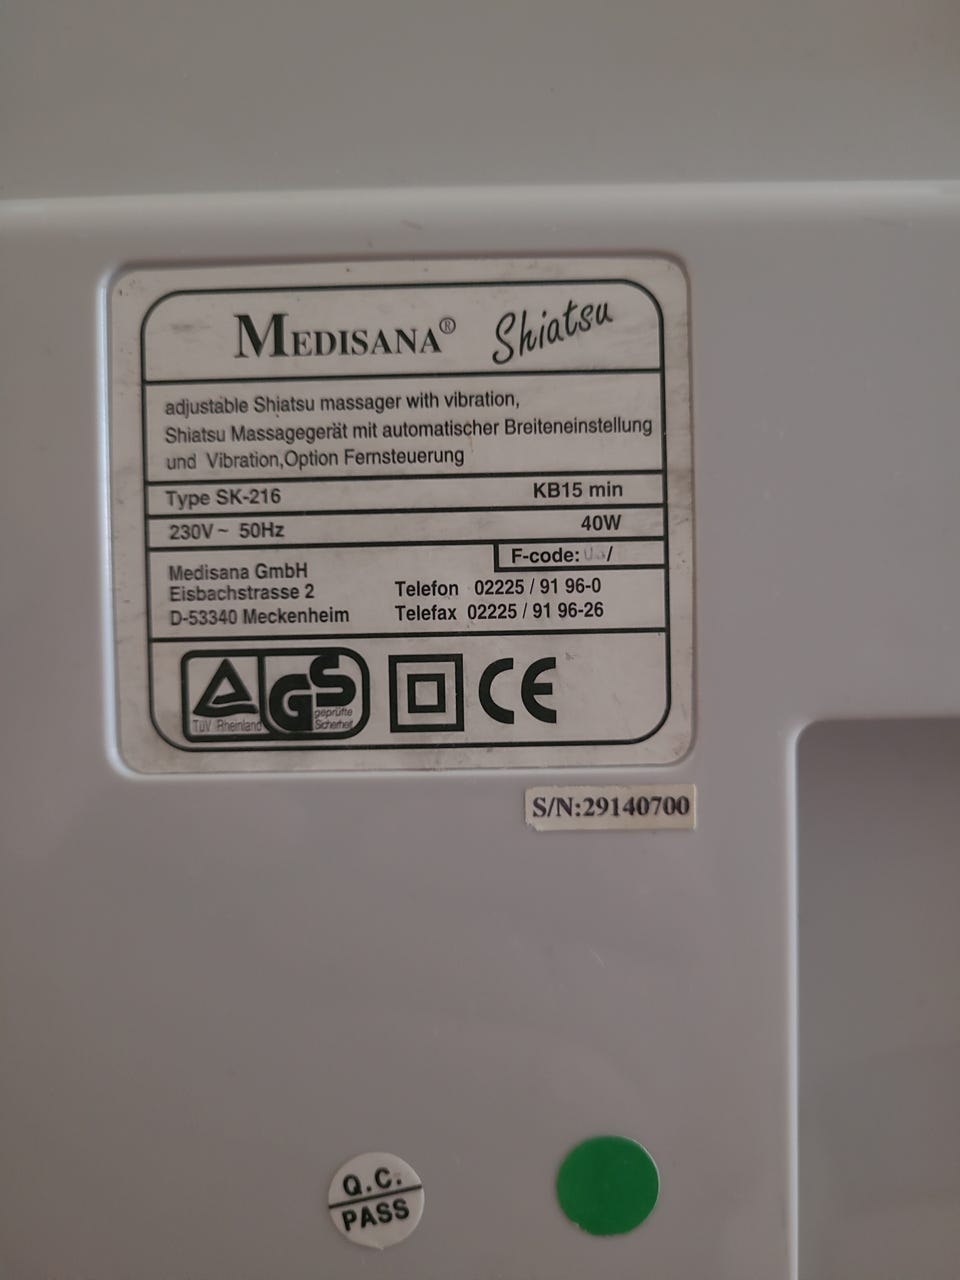 MEDISANA® Shiatsu
adjustable Shiatsu massager with vibration,
Shiatsu Massagegerät mit automatischer Breiteneinstellung
und Vibration,Option Fernsteuerung
Type SK-216 KB15 min
230V~ 50Hz 40W
F-code: /
Medisana GmbH
Eisbachstrasse 2 Telefon 02225 / 91 96-0
D-53340 Meckenheim Telefax 02225 / 91 96-26
TÜV Rheinland GS geprüfte Sicherheit CE
S/N:29140700
Q.C.
PASS